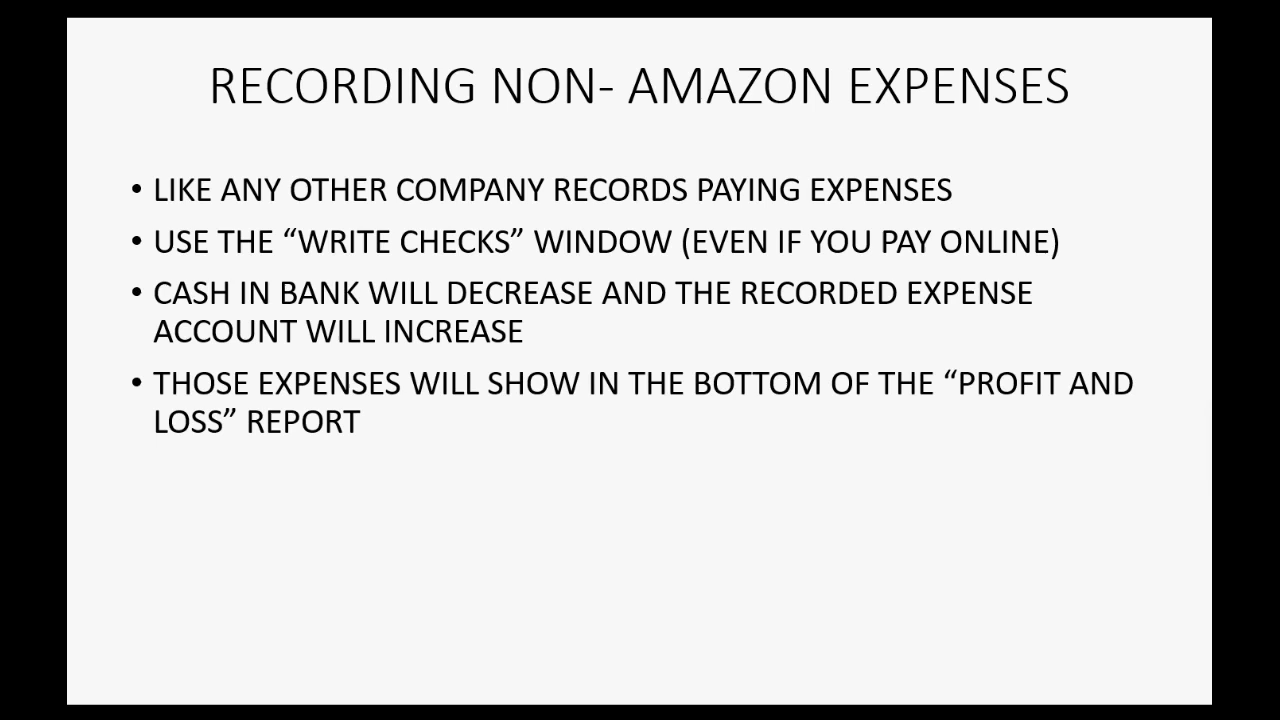 RECORDING NON- AMAZON EXPENSES
• LIKE ANY OTHER COMPANY RECORDS PAYING EXPENSES
• USE THE “WRITE CHECKS” WINDOW (EVEN IF YOU PAY ONLINE)
• CASH IN BANK WILL DECREASE AND THE RECORDED EXPENSE
ACCOUNT WILL INCREASE
• THOSE EXPENSES WILL SHOW IN THE BOTTOM OF THE “PROFIT AND
LOSS” REPORT